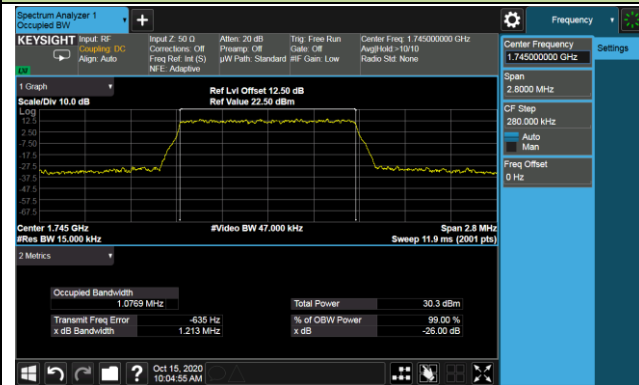 Spectrum Analyzer 1
Occupied BW
Frequency
KEYSIGHT
Input: RF
Coupling: DC
Align: Auto
Input Z: 50 Ω
Corrections: Off
Freq Ref: Int (S)
NFE: Adaptive
Atten: 20 dB
Preamp: Off
µW Path: Standard
Trig: Free Run
Gate: Off
#IF Gain: Low
Center Freq: 1.745000000 GHz
Avg|Hold:>10/10
Radio Std: None
LW
Center Frequency
1.745000000 GHz
Settings
Span
2.8000 MHz
CF Step
280.000 kHz
Auto
Man
Freq Offset
0 Hz
1 Graph
Scale/Div 10.0 dB
Ref Lvl Offset 12.50 dB
Ref Value 22.50 dBm
Log
12.5
2.50
-7.50
-17.5
-27.5
-37.5
-47.5
-57.5
-67.5
Center 1.745 GHz
#Video BW 47.000 kHz
Span 2.8 MHz
#Res BW 15.000 kHz
Sweep 11.9 ms (2001 pts)
2 Metrics
Occupied Bandwidth
1.0769 MHz
Total Power 30.3 dBm
Transmit Freq Error -635 Hz
% of OBW Power 99.00 %
x dB Bandwidth 1.213 MHz
x dB -26.00 dB
?
Oct 15, 2020
10:04:55 AM